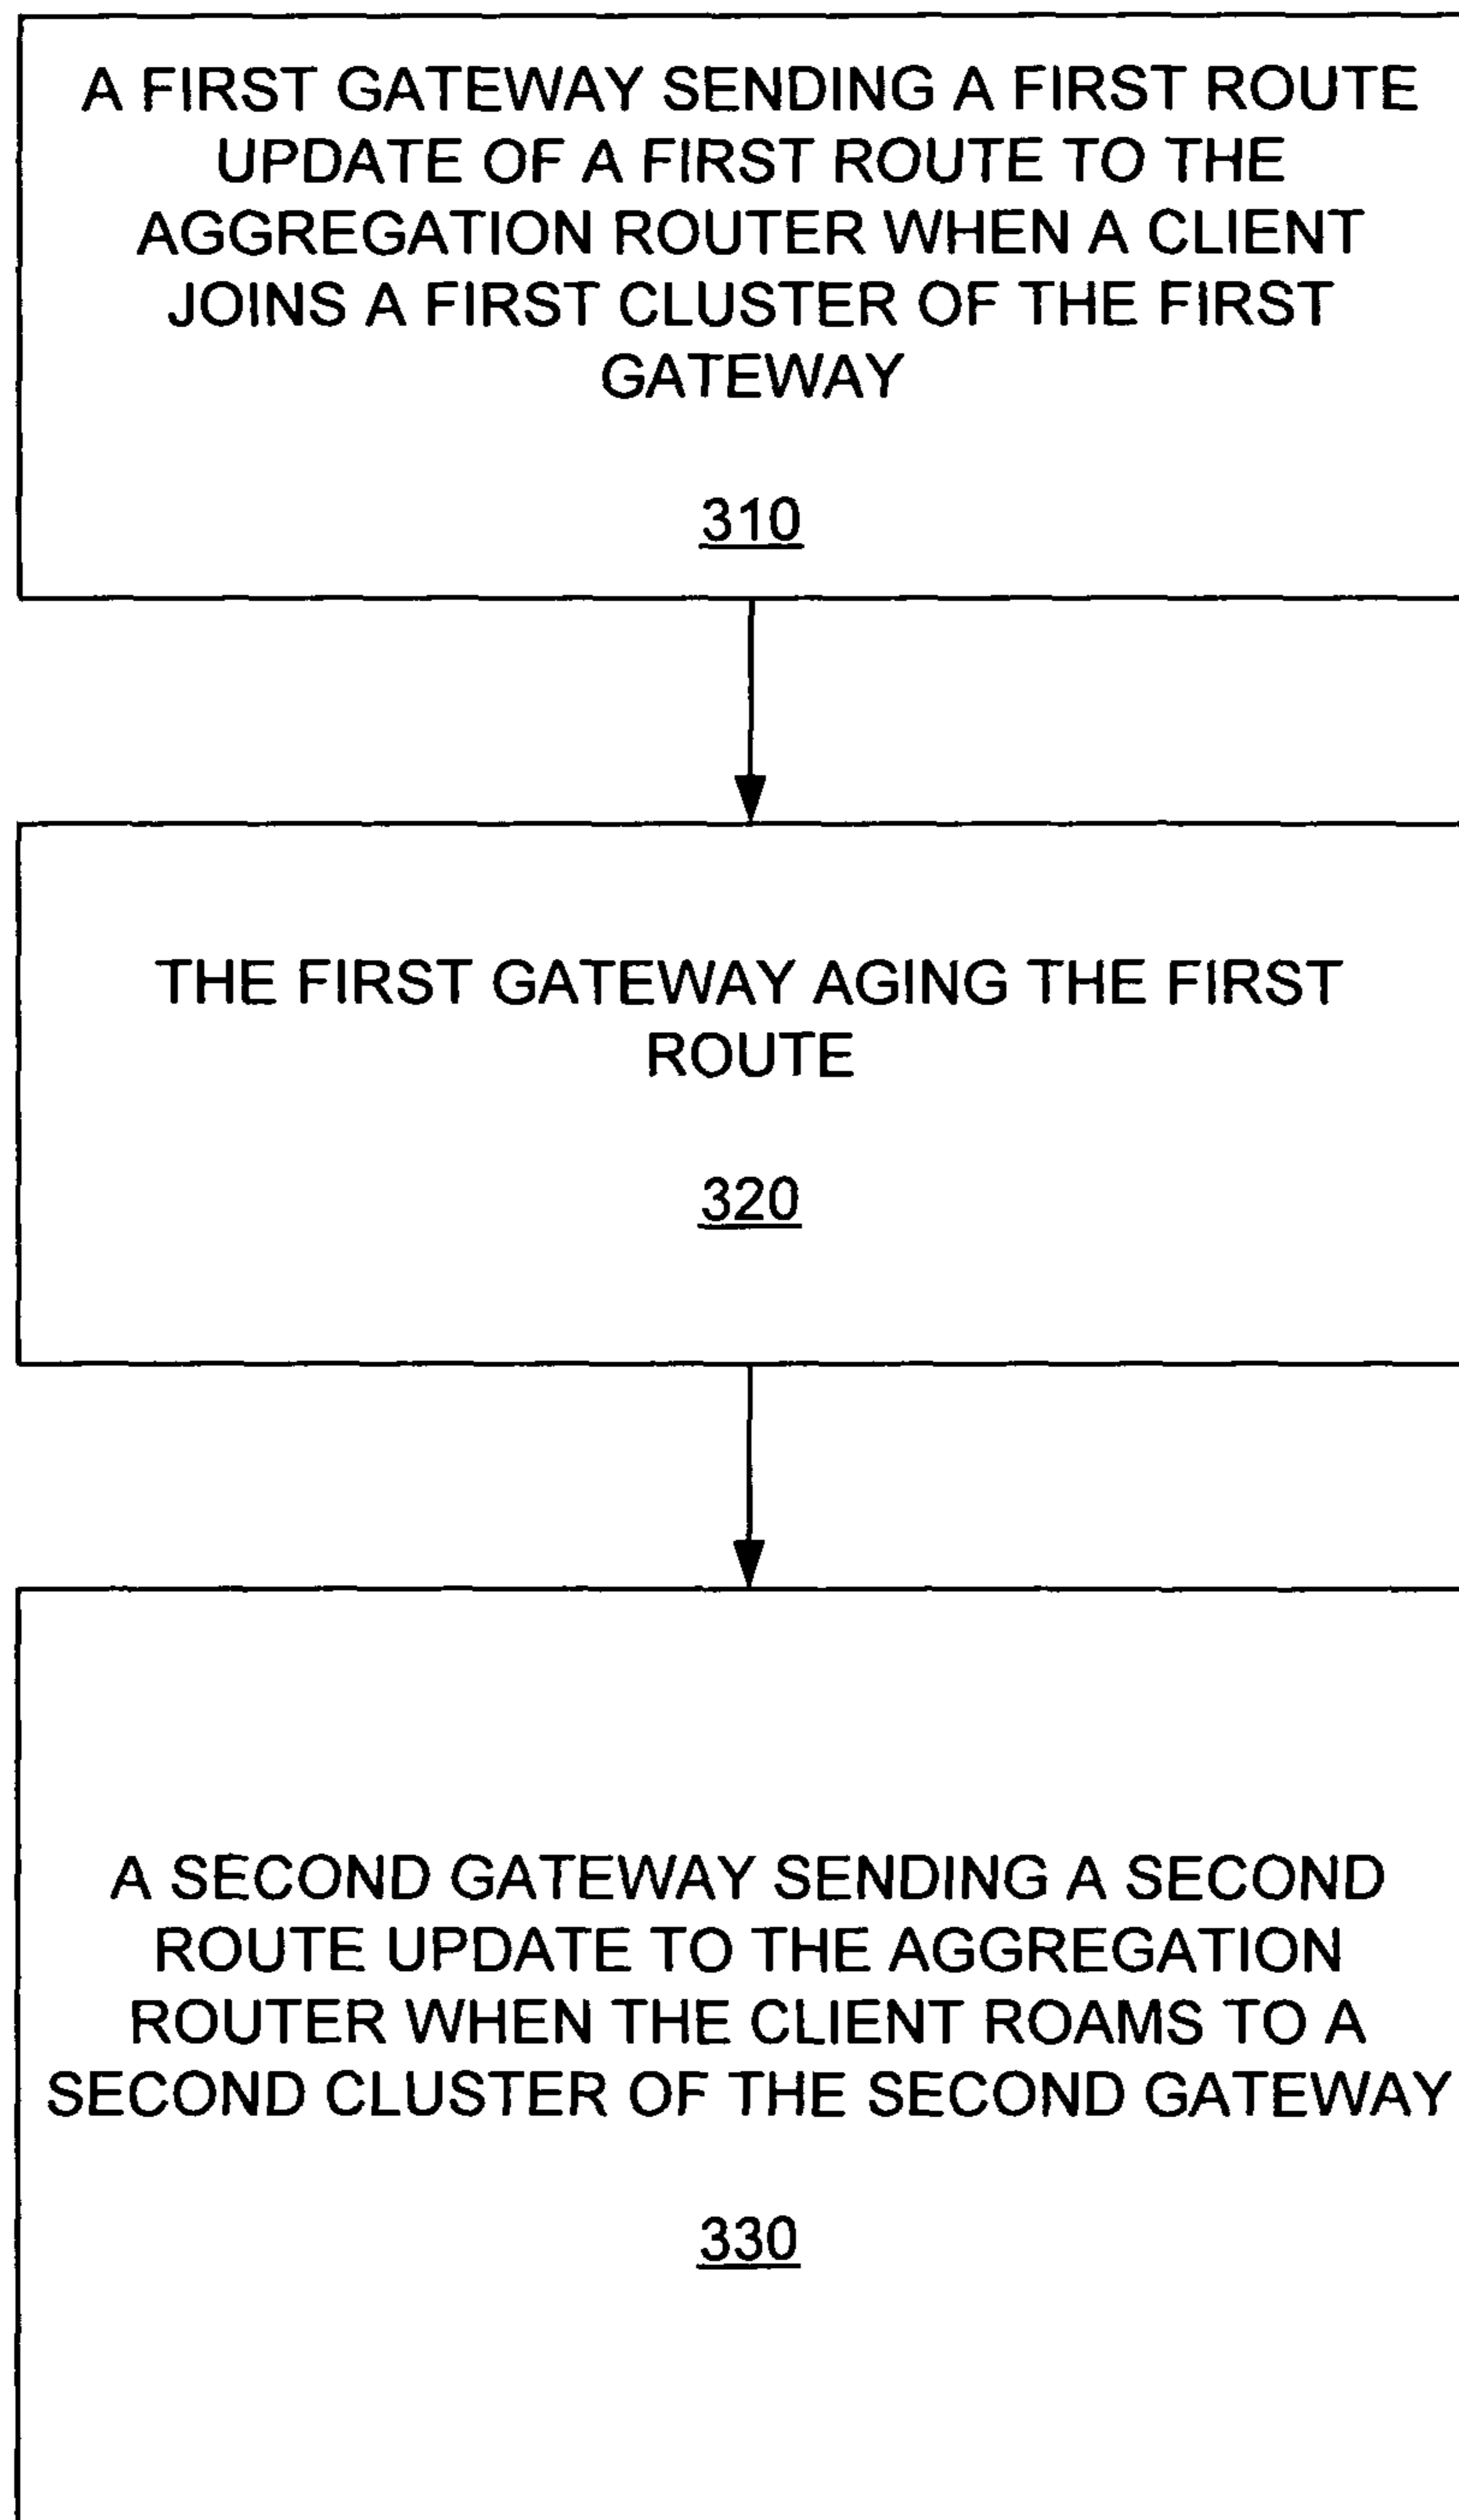 A FIRST GATEWAY SENDING A FIRST ROUTE
UPDATE OF A FIRST ROUTE TO THE
AGGREGATION ROUTER WHEN A CLIENT
JOINS A FIRST CLUSTER OF THE FIRST
GATEWAY
310
THE FIRST GATEWAY AGING THE FIRST
ROUTE
320
A SECOND GATEWAY SENDING A SECOND
ROUTE UPDATE TO THE AGGREGATION
ROUTER WHEN THE CLIENT ROAMS TO A
SECOND CLUSTER OF THE SECOND GATEWAY
330